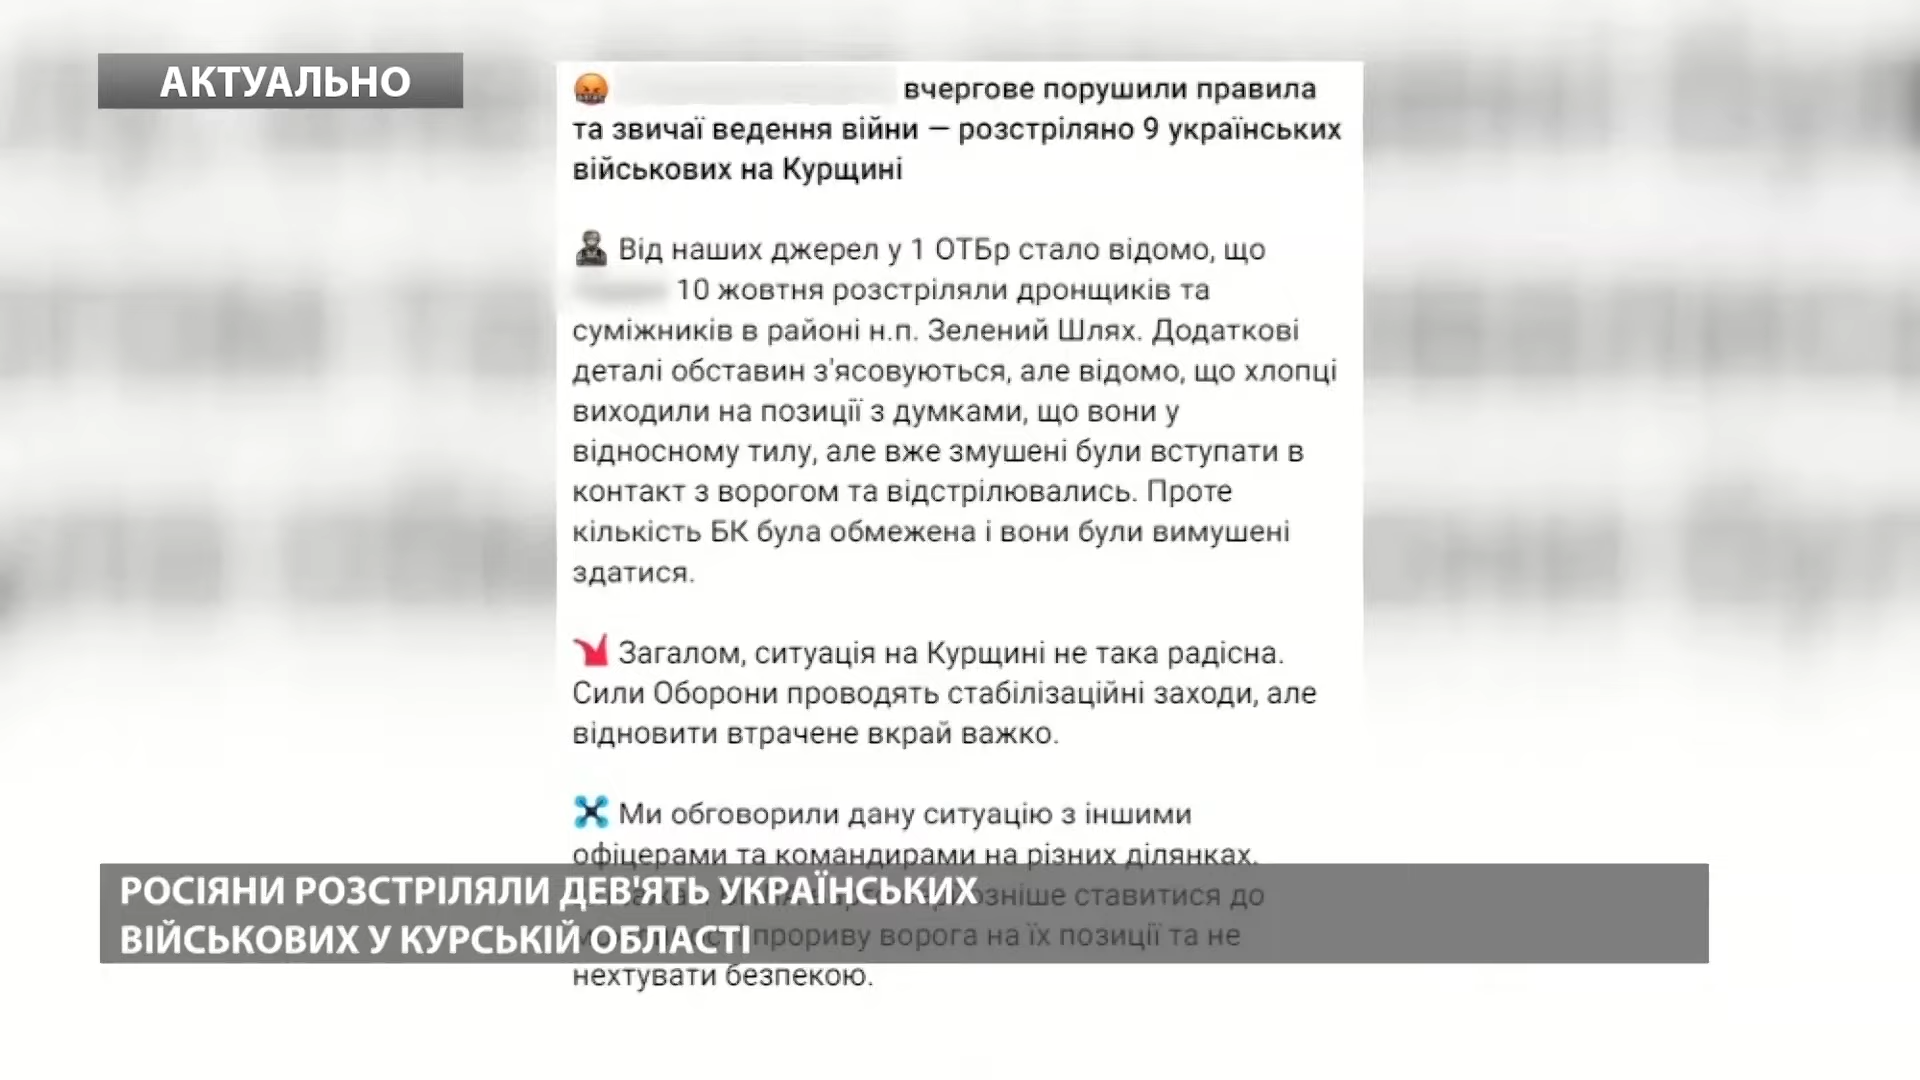 АКТУАЛЬНО
вчергове порушили правила
та звичаї ведення війни — розстріляно 9 українських
військових на Курщині
Від наших джерел у 1 ОТБр стало відомо, що
10 жовтня розстріляли дронщиків та
суміжників в районі н.п. Зелений Шлях. Додаткові
деталі обставин з'ясовуються, але відомо, що хлопці
виходили на позиції з думками, що вони у
відносному тилу, але вже змушені були вступати в
контакт з ворогом та відстрілювались. Проте
кількість БК була обмежена і вони були вимушені
здатися.
Загалом, ситуація на Курщині не така радісна.
Сили Оборони проводять стабілізаційні заходи, але
відновити втрачене вкрай важко.
Ми обговорили дану ситуацію з іншими
офіцерами та командирами на різних ділянках.
ставитися до
прориву ворога на їх позиції та не
нехтувати безпекою.
РОСІЯНИ РОЗСТРІЛЯЛИ ДЕВ'ЯТЬ УКРАЇНСЬКИХ
ВІЙСЬКОВИХ У КУРСЬКІЙ ОБЛАСТІ